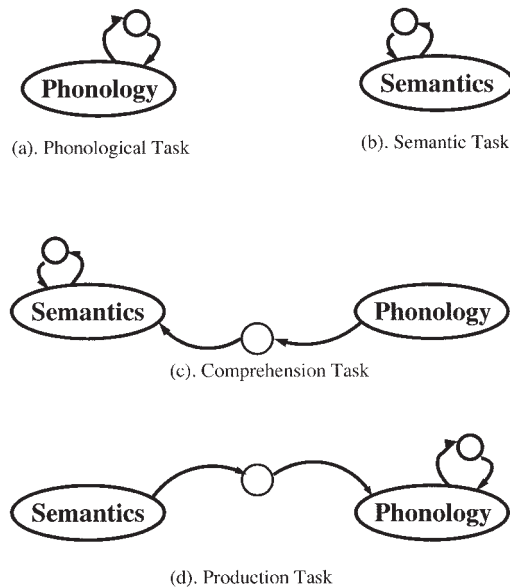 Phonology
(a). Phonological Task
Semantics
(b). Semantic Task
Semantics
Phonology
(c). Comprehension Task
Semantics
Phonology
(d). Production Task